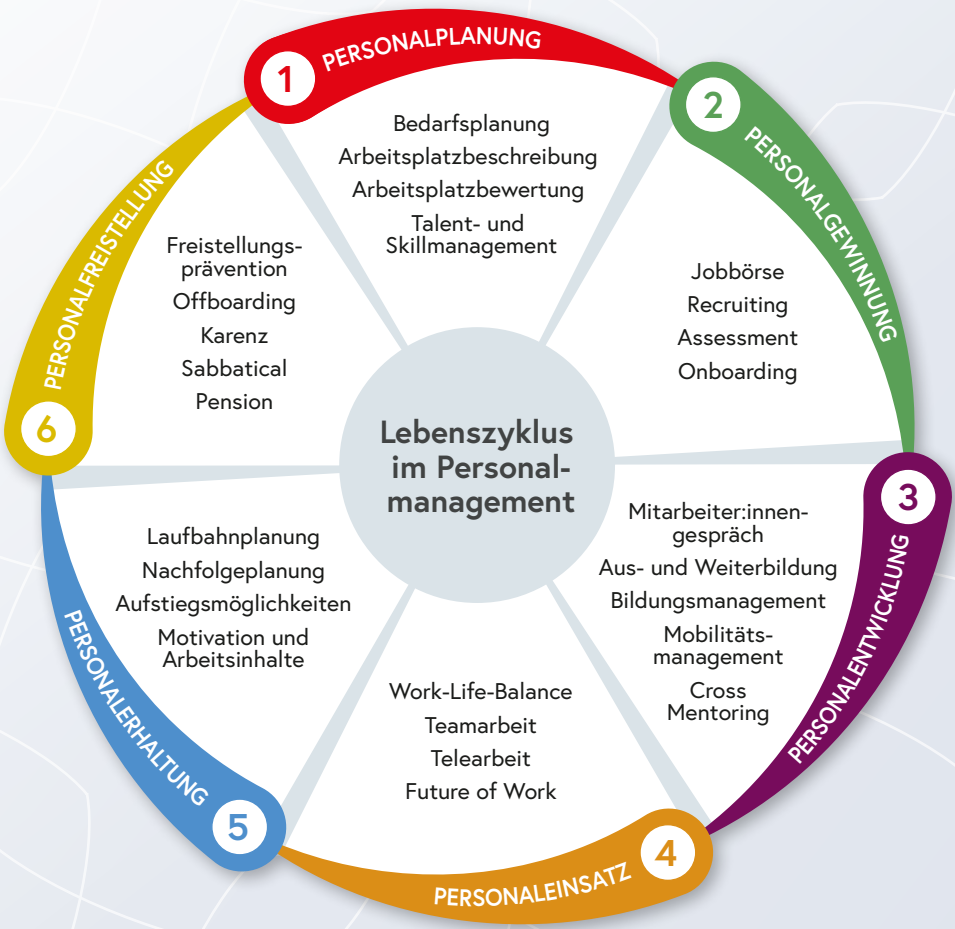 Lebenszyklus
im Personal-
management
1
PERSONALPLANUNG
Bedarfsplanung
Arbeitsplatzbeschreibung
Arbeitsplatzbewertung
Talent- und
Skillmanagement
2
PERSONALGEWINNUNG
Jobbörse
Recruiting
Assessment
Onboarding
3
PERSONALENTWICKLUNG
Mitarbeiter:innen-
gespräch
Aus- und Weiterbildung
Bildungsmanagement
Mobilitäts-
management
Cross
Mentoring
4
PERSONALEINSATZ
Work-Life-Balance
Teamarbeit
Telearbeit
Future of Work
5
PERSONALERHALTUNG
Laufbahnplanung
Nachfolgeplanung
Aufstiegsmöglichkeiten
Motivation und
Arbeitsinhalte
6
PERSONALFREISTELLUNG
Freistellungs-
prävention
Offboarding
Karenz
Sabbatical
Pension